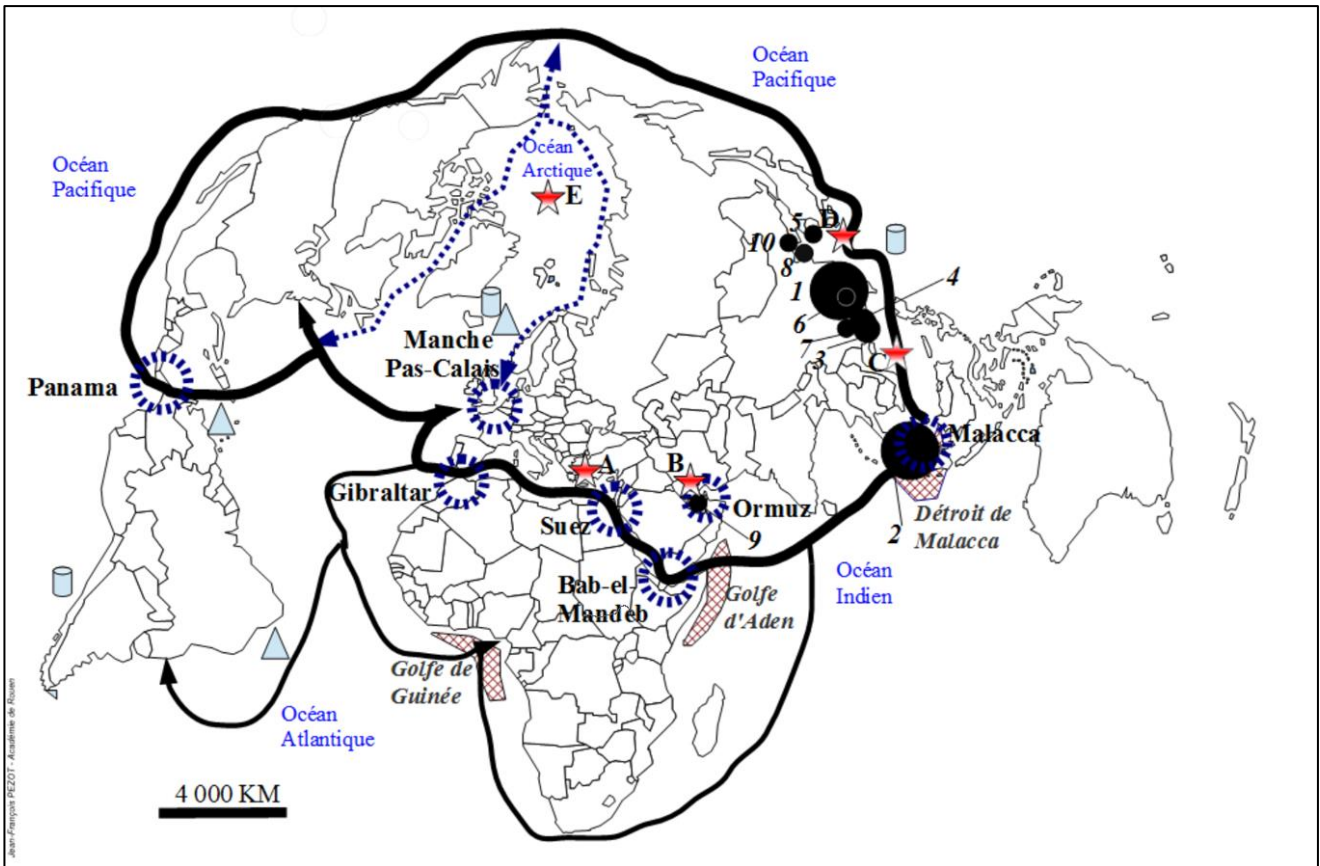 Océan
Pacifique
Océan
Pacifique
Océan
Arctique
E
5
D
10
8
4
1
6
7
3
C
Manche
Pas-Calais
Panama
Malacca
A
B
Gibraltar
Suez
Ormuz
9
2
Détroit de
Malacca
Bab-el-
Mandeb
Golfe
d'Aden
Océan
Indien
Golfe de
Guinée
Océan
Atlantique
4 000 KM
Jean-François PEZOT - Académie de Rouen